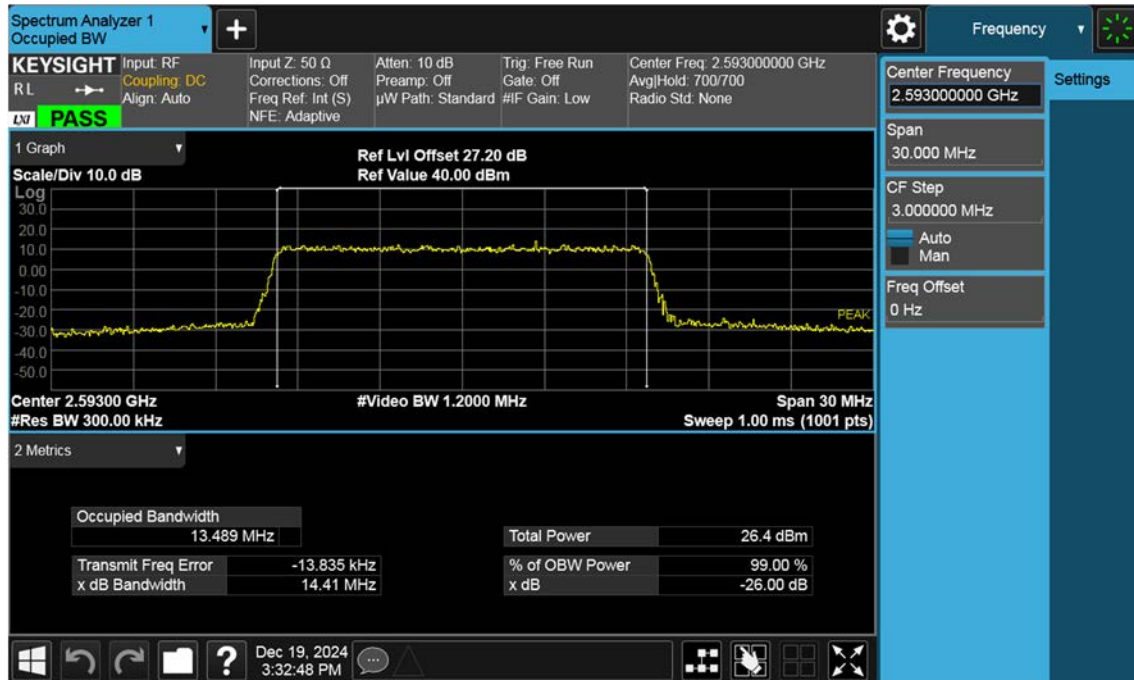 Spectrum Analyzer 1
Occupied BW
Frequency
KEYSIGHT
R L
LXI PASS
Input: RF
Coupling: DC
Align: Auto
Input Z: 50 Ω
Corrections: Off
Freq Ref: Int (S)
NFE: Adaptive
Atten: 10 dB
Preamp: Off
µW Path: Standard
Trig: Free Run
Gate: Off
#IF Gain: Low
Center Freq: 2.593000000 GHz
Avg|Hold: 700/700
Radio Std: None
Center Frequency
2.593000000 GHz
Settings
Span
30.000 MHz
CF Step
3.000000 MHz
Auto
Man
Freq Offset
0 Hz
1 Graph
Scale/Div 10.0 dB
Ref Lvl Offset 27.20 dB
Ref Value 40.00 dBm
Log
30.0
20.0
10.0
0.00
-10.0
-20.0
-30.0
-40.0
-50.0
PEAK
Center 2.59300 GHz
#Video BW 1.2000 MHz
Span 30 MHz
#Res BW 300.00 kHz
Sweep 1.00 ms (1001 pts)
2 Metrics
Occupied Bandwidth
13.489 MHz
Total Power 26.4 dBm
Transmit Freq Error -13.835 kHz
% of OBW Power 99.00 %
x dB Bandwidth 14.41 MHz
x dB -26.00 dB
?
Dec 19, 2024
3:32:48 PM